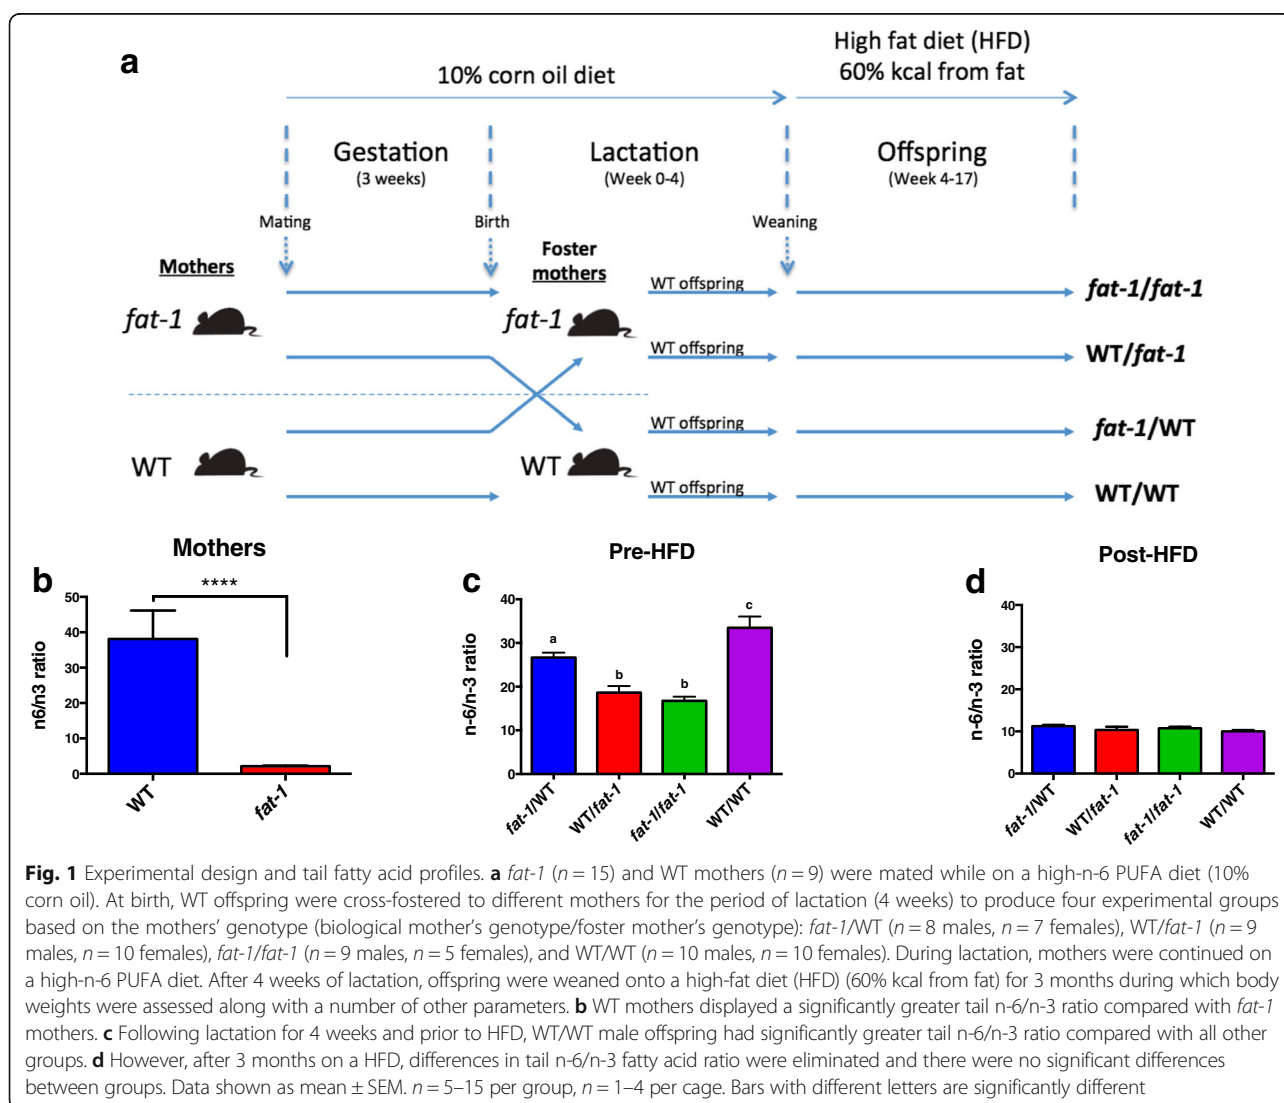 a
10% corn oil diet
High fat diet (HFD)
60% kcal from fat
Gestation
(3 weeks)
Lactation
(Week 0-4)
Offspring
(Week 4-17)
Mating
Birth
Weaning
Mothers
Foster
mothers
fat-1
fat-1
WT offspring
fat-1/fat-1
WT offspring
WT/fat-1
WT
WT
WT offspring
fat-1/WT
WT offspring
WT/WT
b
Mothers
****
n6/n3 ratio
50
40
30
20
10
0
WT
fat-1
c
Pre-HFD
n-6/n-3 ratio
40
30
20
10
0
a
b
b
c
fat-1/WT
WT/fat-1
fat-1/fat-1
WT/WT
d
Post-HFD
n-6/n-3 ratio
40
30
20
10
0
fat-1/WT
WT/fat-1
fat-1/fat-1
WT/WT
Fig. 1 Experimental design and tail fatty acid profiles. a fat-1 (n = 15) and WT mothers (n = 9) were mated while on a high-n-6 PUFA diet (10%
corn oil). At birth, WT offspring were cross-fostered to different mothers for the period of lactation (4 weeks) to produce four experimental groups
based on the mothers' genotype (biological mother's genotype/foster mother's genotype): fat-1/WT (n = 8 males, n = 7 females), WT/fat-1 (n = 9
males, n = 10 females), fat-1/fat-1 (n = 9 males, n = 5 females), and WT/WT (n = 10 males, n = 10 females). During lactation, mothers were continued on
a high-n-6 PUFA diet. After 4 weeks of lactation, offspring were weaned onto a high-fat diet (HFD) (60% kcal from fat) for 3 months during which body
weights were assessed along with a number of other parameters. b WT mothers displayed a significantly greater tail n-6/n-3 ratio compared with fat-1
mothers. c Following lactation for 4 weeks and prior to HFD, WT/WT male offspring had significantly greater tail n-6/n-3 ratio compared with all other
groups. d However, after 3 months on a HFD, differences in tail n-6/n-3 fatty acid ratio were eliminated and there were no significant differences
between groups. Data shown as mean ± SEM. n = 5–15 per group, n = 1–4 per cage. Bars with different letters are significantly different